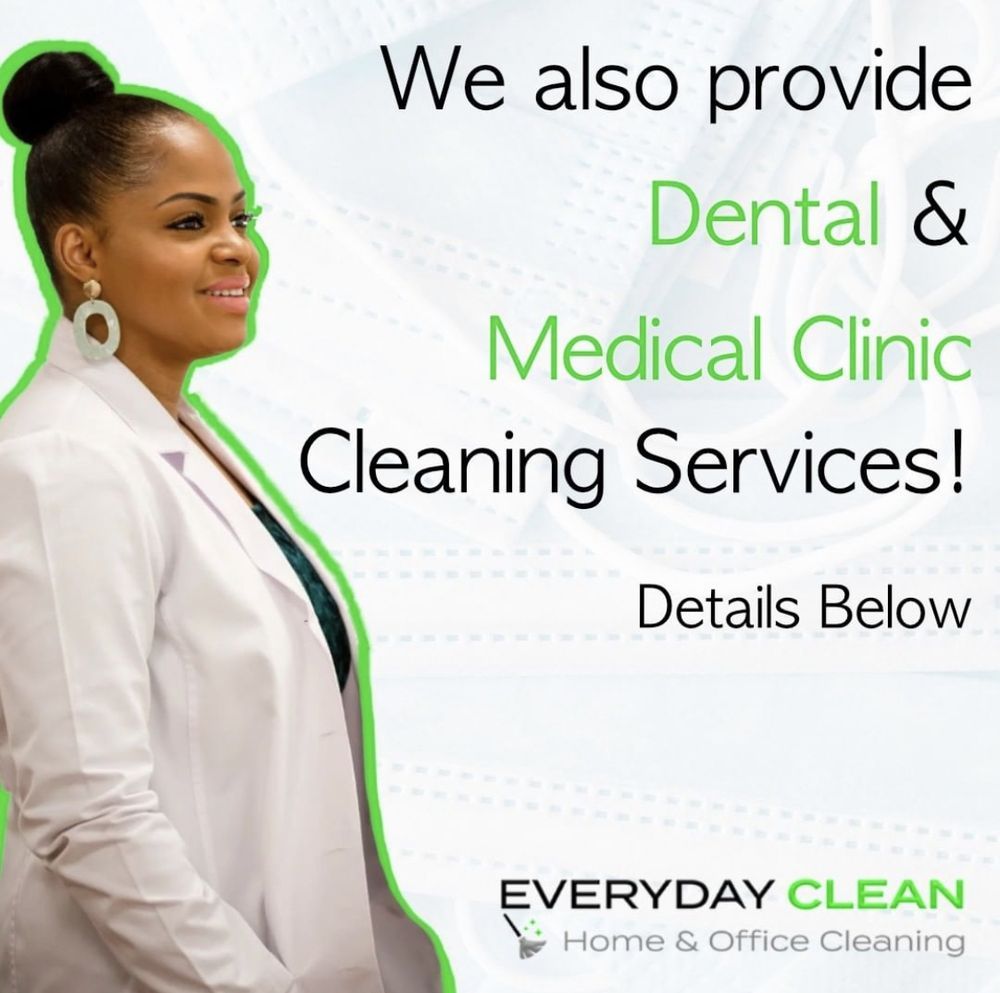 We also provide
Dental &
Medical Clinic
Cleaning Services!
Details Below
EVERYDAY CLEAN
Home & Office Cleaning